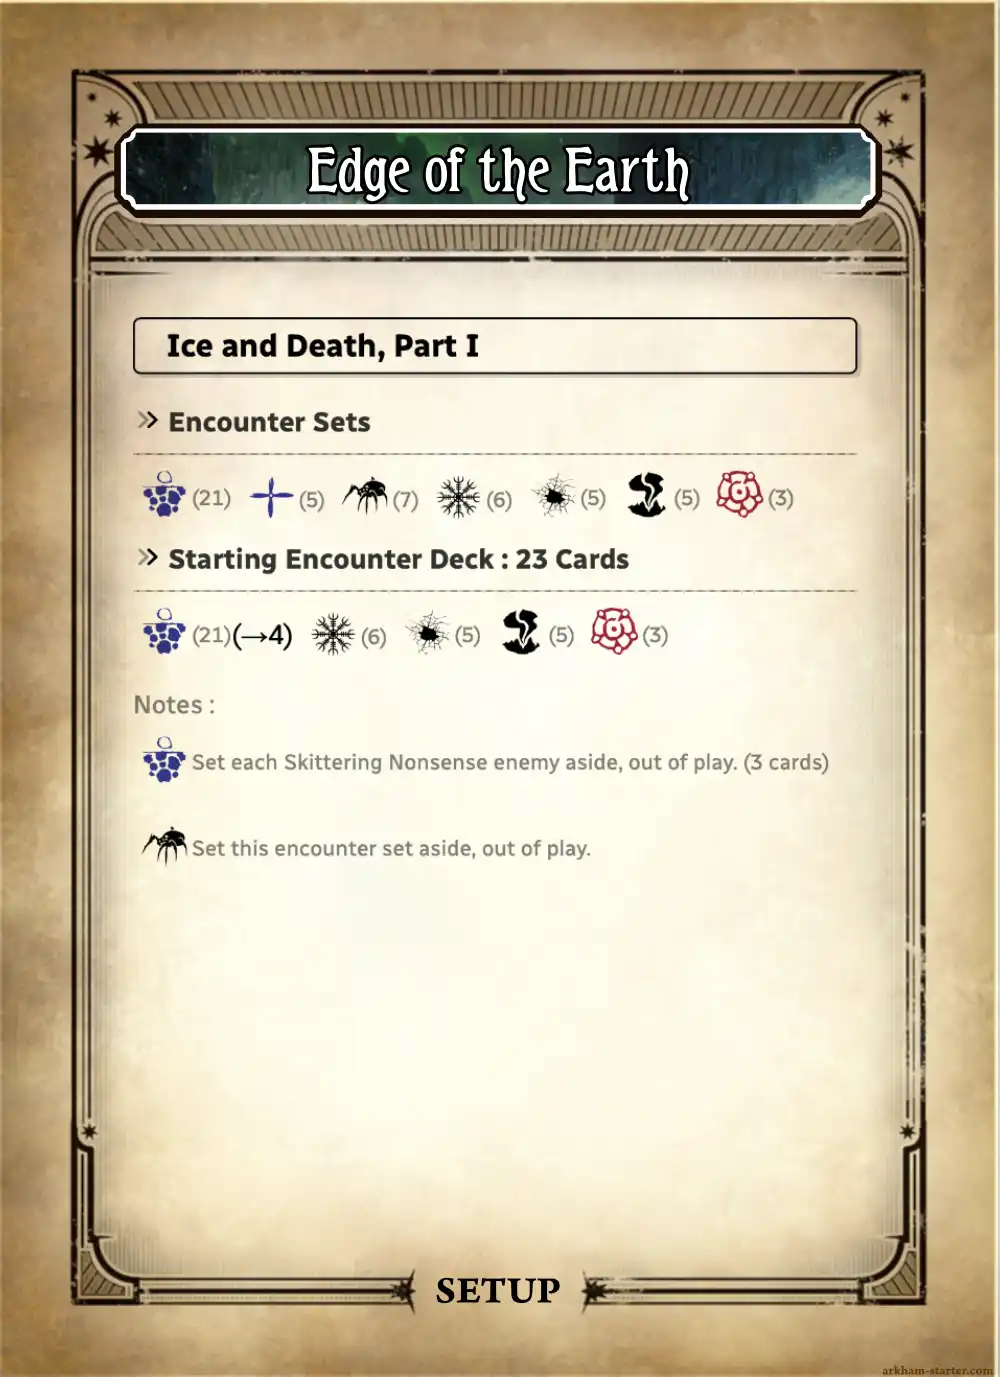 Edge of the Earth
Ice and Death, Part I
» Encounter Sets
(21) (5) (7) (6) (5) (5) (3)
» Starting Encounter Deck : 23 Cards
(21)(→4) (6) (5) (5) (3)
Notes :
Set each Skittering Nonsense enemy aside, out of play. (3 cards)
Set this encounter set aside, out of play.
SETUP
arkham-starter.com